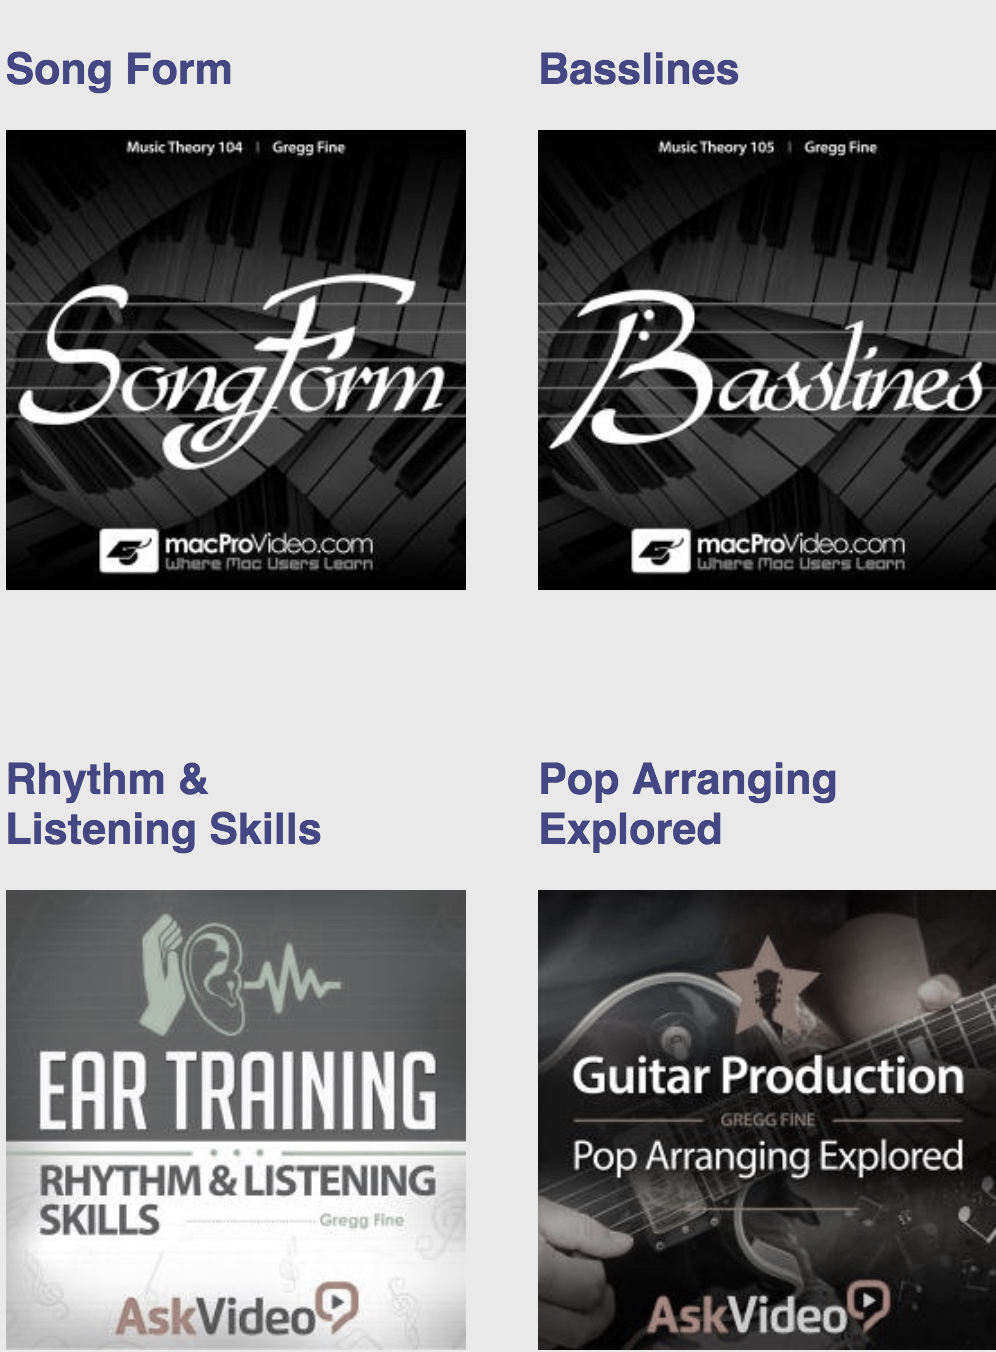 Song Form
Music Theory 104 | Gregg Fine
SongForm
macProVideo.com
Where Mac Users Learn
Basslines
Music Theory 105 | Gregg Fine
Basslines
macProVideo.com
Where Mac Users Learn
Rhythm &
Listening Skills
EAR TRAINING
RHYTHM & LISTENING
SKILLS
Gregg Fine
AskVideo
Pop Arranging
Explored
Guitar Production
GREGG FINE
Pop Arranging Explored
AskVideo